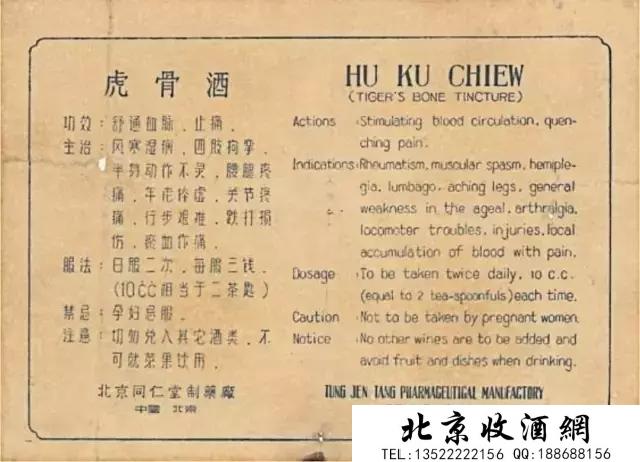 虎骨酒
功效：舒通血脉、止痛。
主治：风寒湿病、四肢拘挛、
半身动作不灵、腰腿疼
痛、年老体虚、关节疼
痛、行步艰难、跌打损
伤、瘀血作痛。
服法：日服二次、每服三钱、
(10CC相当于二茶匙)
禁忌：孕妇忌服。
注意：切勿兑入其它酒类、不
可就菜果饮用。
北京同仁堂制藥廠
中國 北京
HU KU CHIEW
(TIGER'S BONE TINCTURE)
Actions :Stimulating blood circulation, quen-
ching pain.
Indications:Rheumatism, muscular spasm, hemiple-
gia, lumbago, aching legs, general
weakness in the ageal, arthralgia,
locometer troubles, injuries, local
accumulation of blood with pain.
Dosage :To be taken twice daily, 10 C.C.
(equal to 2 tea-spoonfuls) each time.
Caution :Not to be taken by pregnant women.
Notice :No other wines are to be added and
avoid fruit and dishes when drinking.
TUNG JEN TANG PHARMAGEUTIGAL MANUFACTORY
北京收酒網
TEL:13522222156 QQ:188688156